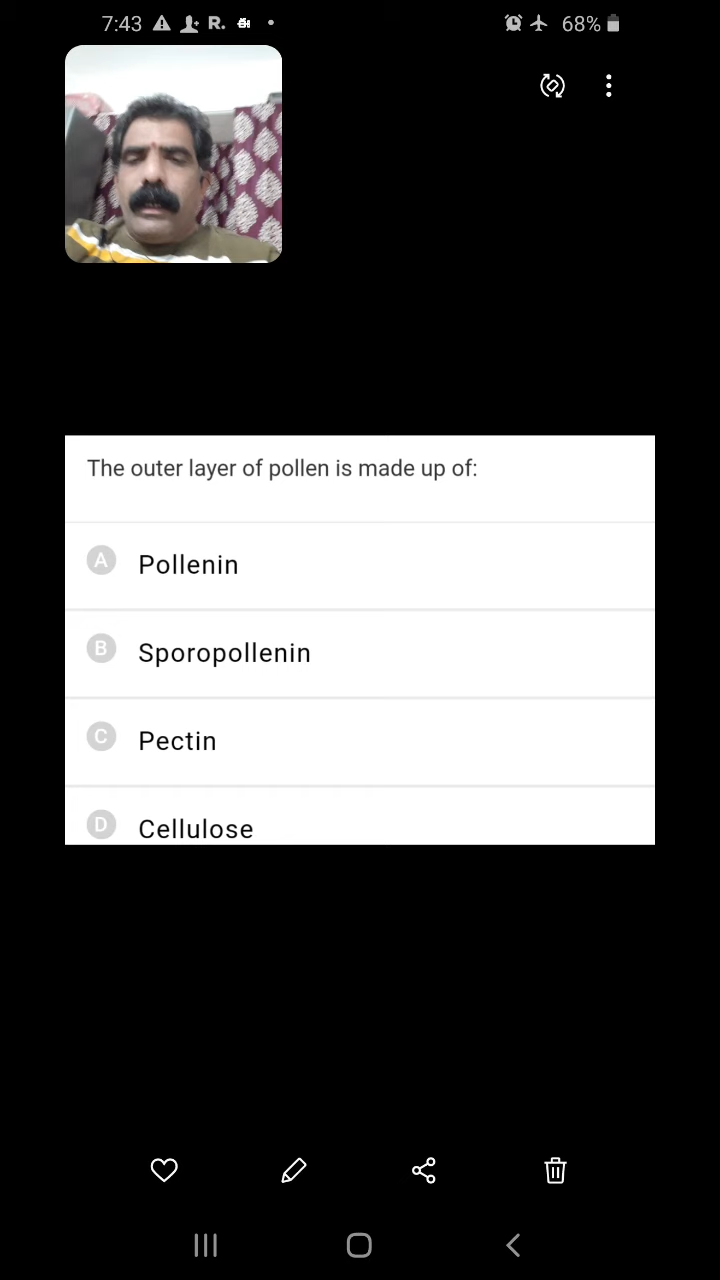 7:43 R. 68%
The outer layer of pollen is made up of:
A Pollenin
B Sporopollenin
C Pectin
D Cellulose